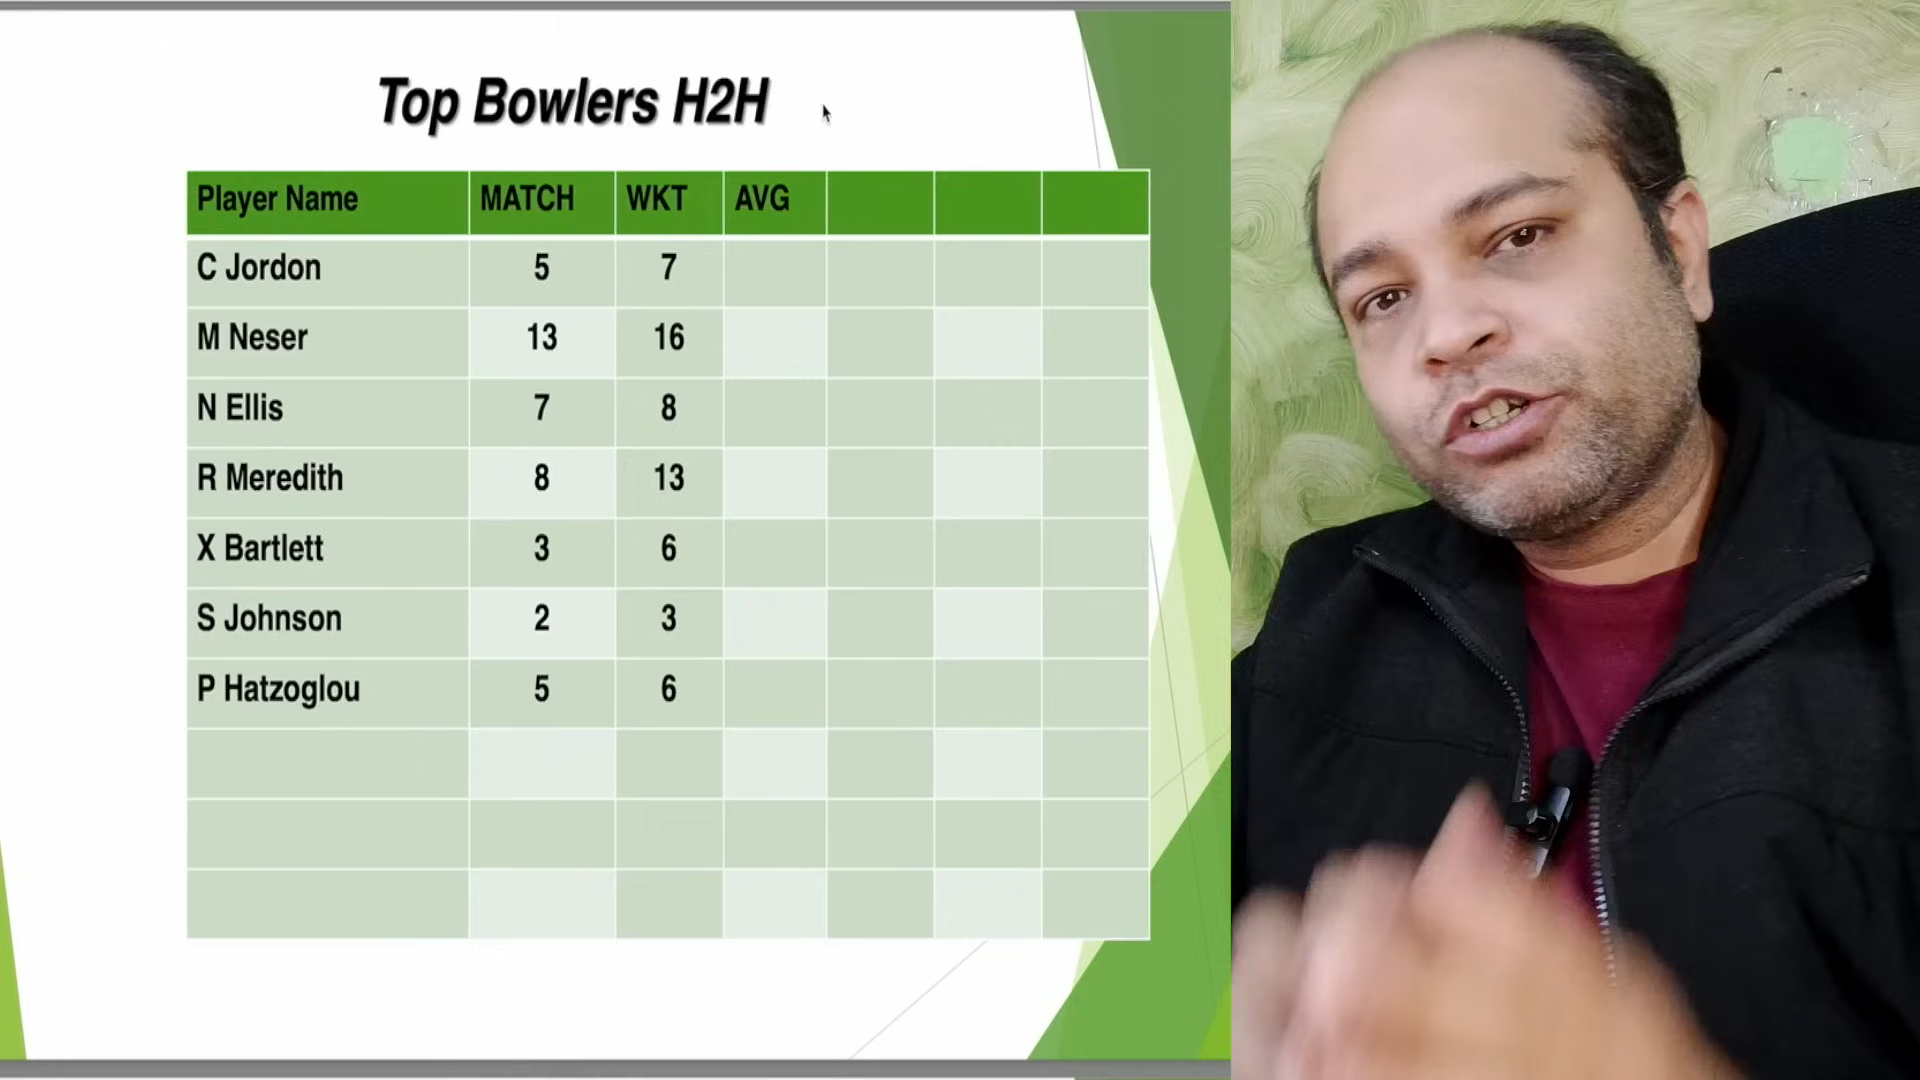 Top Bowlers H2H
Player Name MATCH WKT AVG
C Jordon 5 7
M Neser 13 16
N Ellis 7 8
R Meredith 8 13
X Bartlett 3 6
S Johnson 2 3
P Hatzoglou 5 6